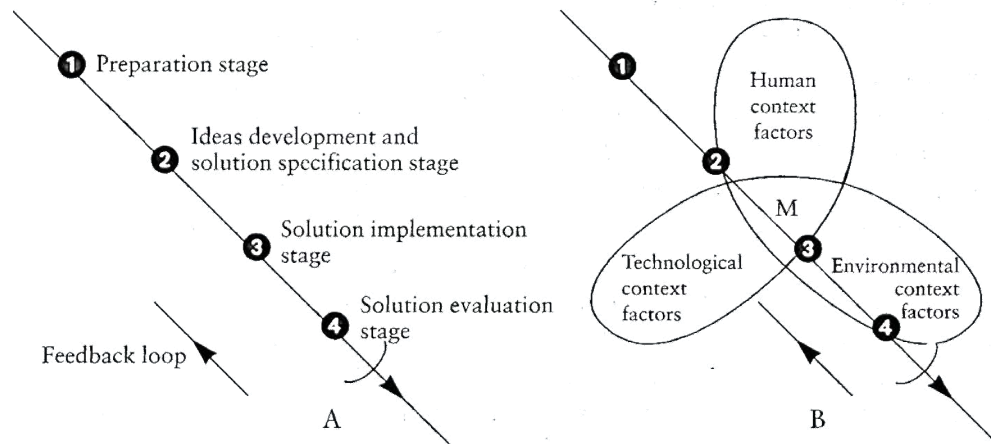 1 Preparation stage
2 Ideas development and
solution specification stage
3 Solution implementation
stage
4 Solution evaluation
stage
Feedback loop
A
1
2
3
4
Human
context
factors
M
Technological
context
factors
Environmental
context
factors
B